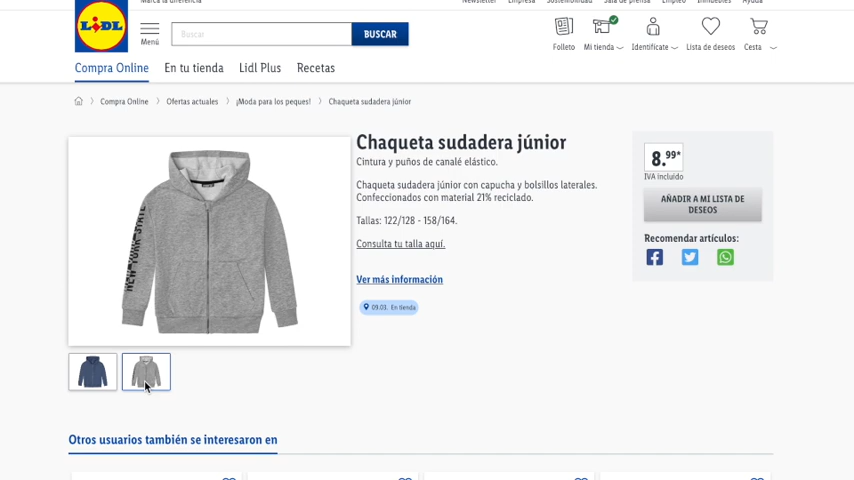 Marca la diferencia
Newsletter Empresa Sostenibilidad Sala de prensa Empleo Inmuebles Ayuda
LIDL
Menú
Buscar
BUSCAR
Folleto Mi tienda Identifícate Lista de deseos Cesta
Compra Online En tu tienda Lidl Plus Recetas
Compra Online Ofertas actuales ¡Moda para los peques! Chaqueta sudadera júnior
NEW YORK STATE
Chaqueta sudadera júnior
Cintura y puños de canalé elástico.
Chaqueta sudadera júnior con capucha y bolsillos laterales.
Confeccionados con material 21% reciclado.
Tallas: 122/128 - 158/164.
Consulta tu talla aquí.
Ver más información
09.03. En tienda
8.99*
IVA incluido
AÑADIR A MI LISTA DE
DESEOS
Recomendar artículos:
Otros usuarios también se interesaron en